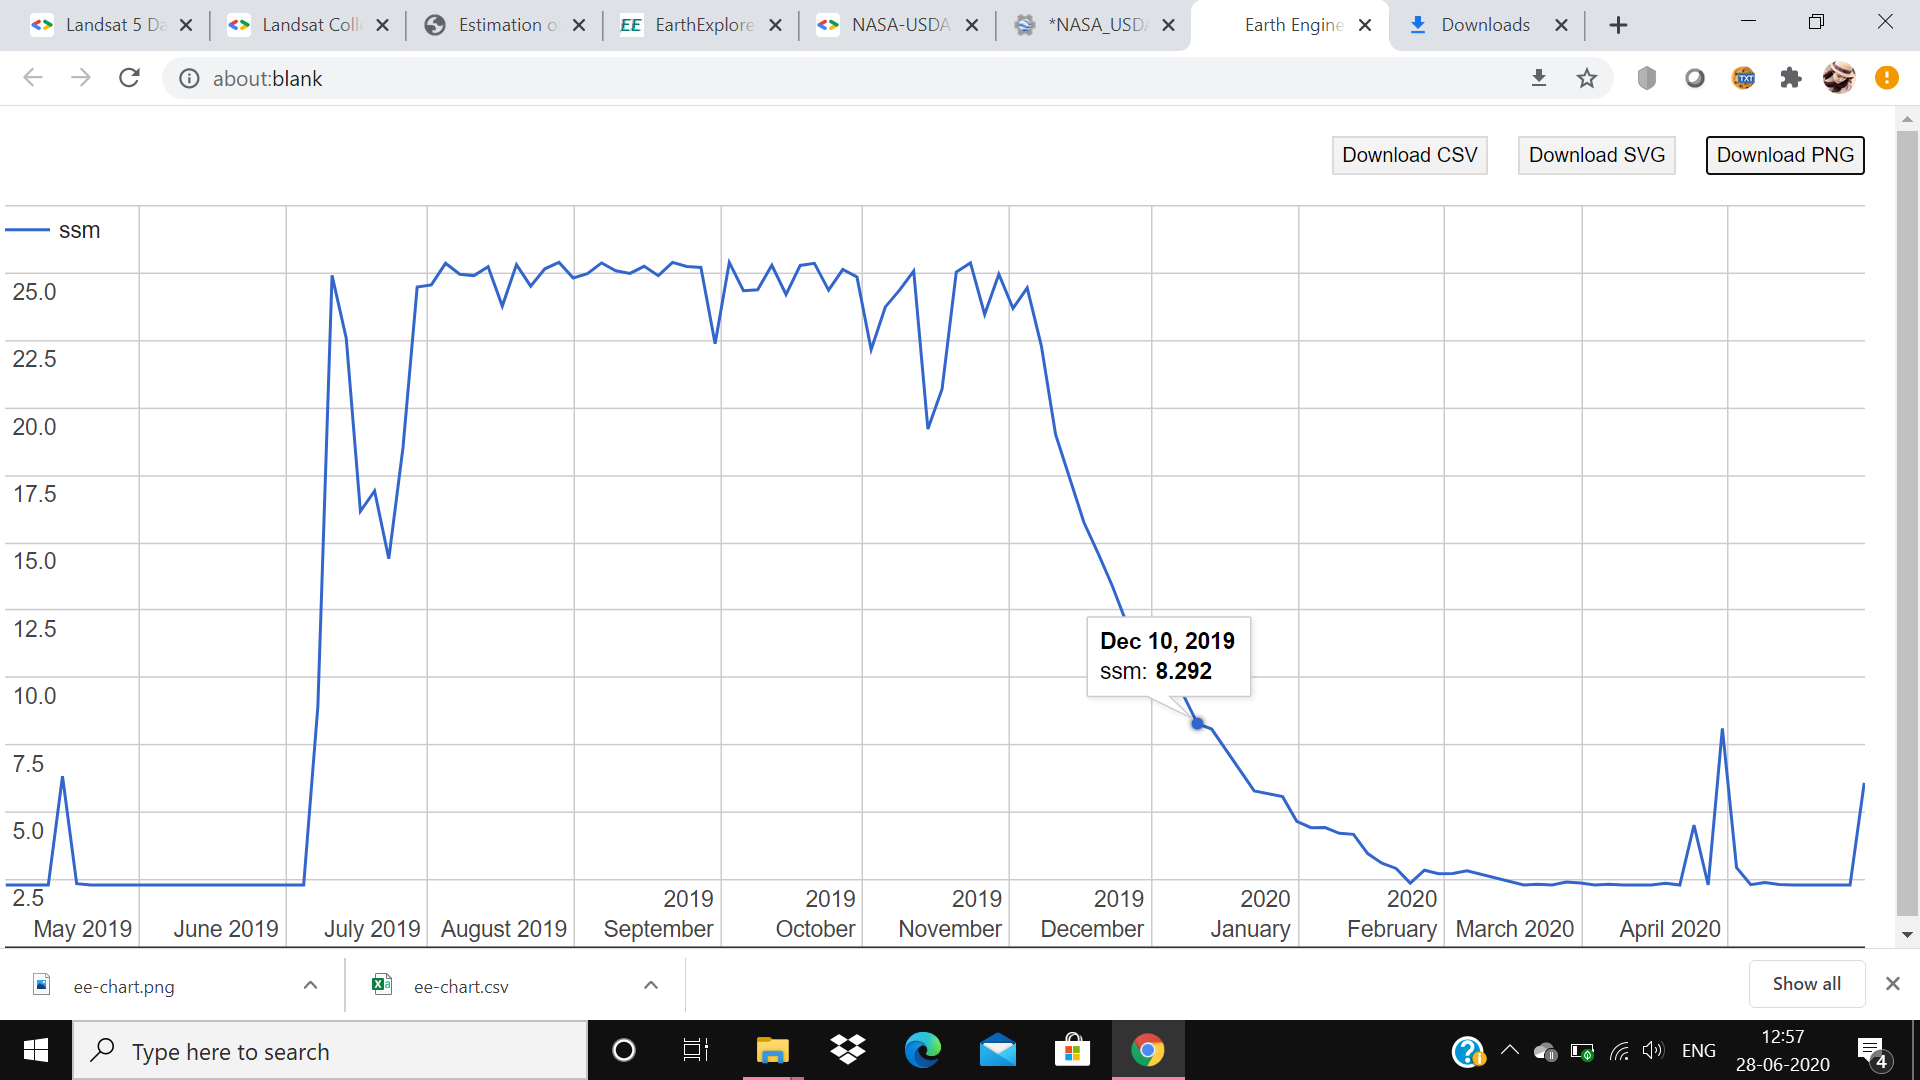 Landsat 5 Da
Landsat Coll
Estimation o
EE EarthExplore
NASA-USDA
*NASA_USDA
Earth Engine
Downloads
about:blank
TXT
Download CSV
Download SVG
Download PNG
ssm
25.0
22.5
20.0
17.5
15.0
12.5
10.0
7.5
5.0
2.5
Dec 10, 2019
ssm: 8.292
May 2019
June 2019
July 2019
August 2019
2019 September
2019 October
2019 November
2019 December
2020 January
2020 February
March 2020
April 2020
ee-chart.png
ee-chart.csv
Show all
Type here to search
ENG
12:57
28-06-2020
4